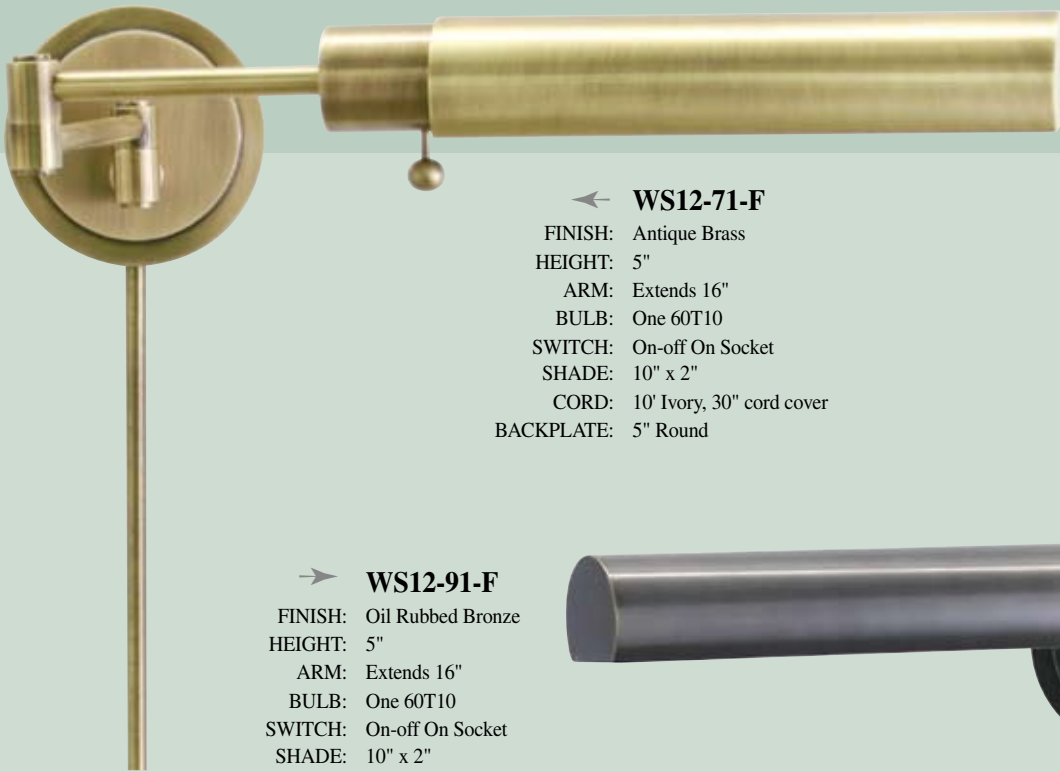 WS12-71-F
FINISH: Antique Brass
HEIGHT: 5"
ARM: Extends 16"
BULB: One 60T10
SWITCH: On-off On Socket
SHADE: 10" x 2"
CORD: 10' Ivory, 30" cord cover
BACKPLATE: 5" Round
WS12-91-F
FINISH: Oil Rubbed Bronze
HEIGHT: 5"
ARM: Extends 16"
BULB: One 60T10
SWITCH: On-off On Socket
SHADE: 10" x 2"